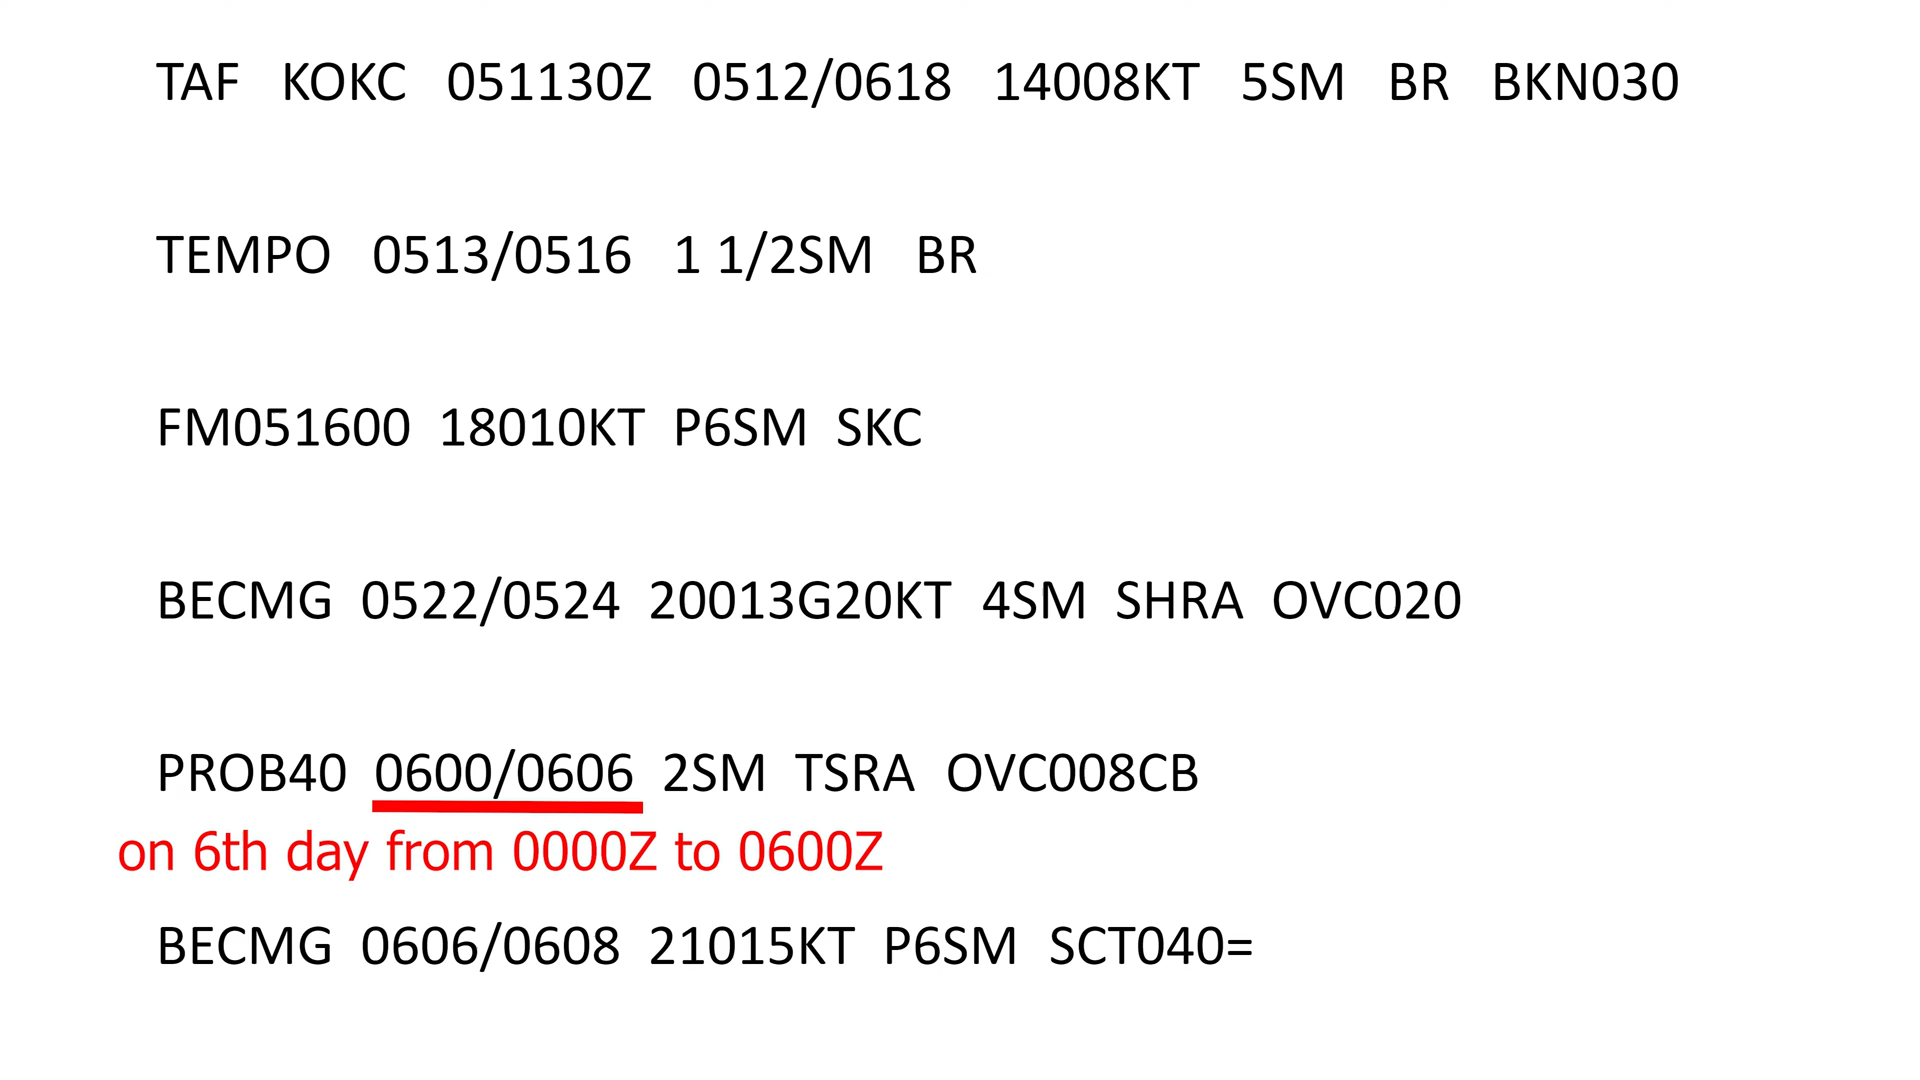 TAF KOKC 051130Z 0512/0618 14008KT 5SM BR BKN030
TEMPO 0513/0516 1 1/2SM BR
FM051600 18010KT P6SM SKC
BECMG 0522/0524 20013G20KT 4SM SHRA OVC020
PROB40 0600/0606 2SM TSRA OVC008CB
on 6th day from 0000Z to 0600Z
BECMG 0606/0608 21015KT P6SM SCT040=